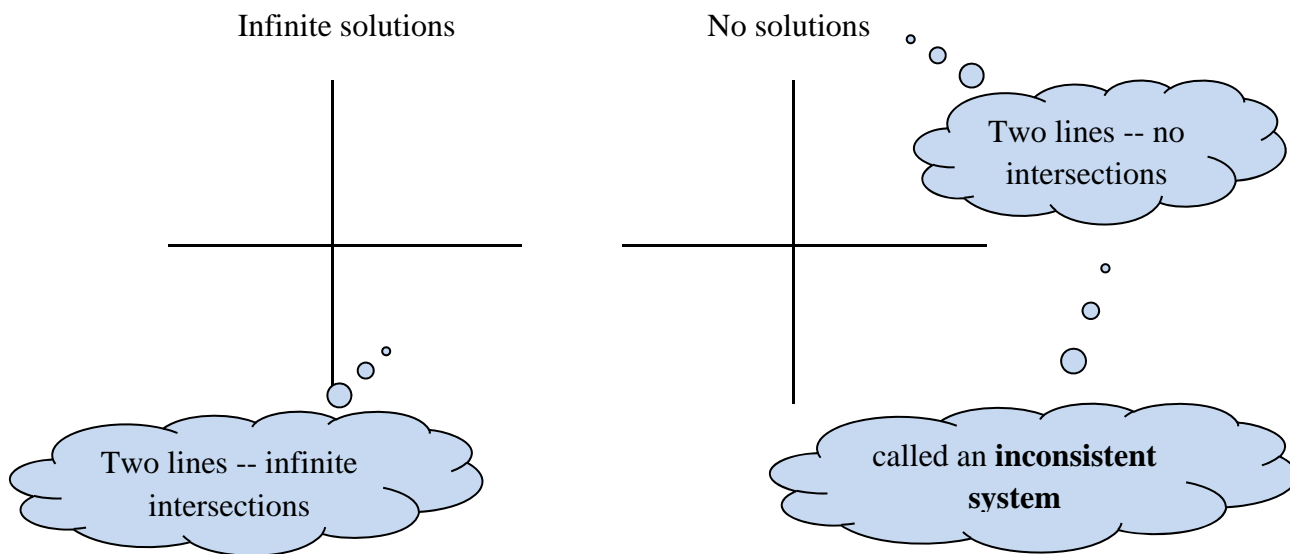 Infinite solutions
No solutions
Two lines -- no
intersections
Two lines -- infinite
intersections
called an inconsistent
system